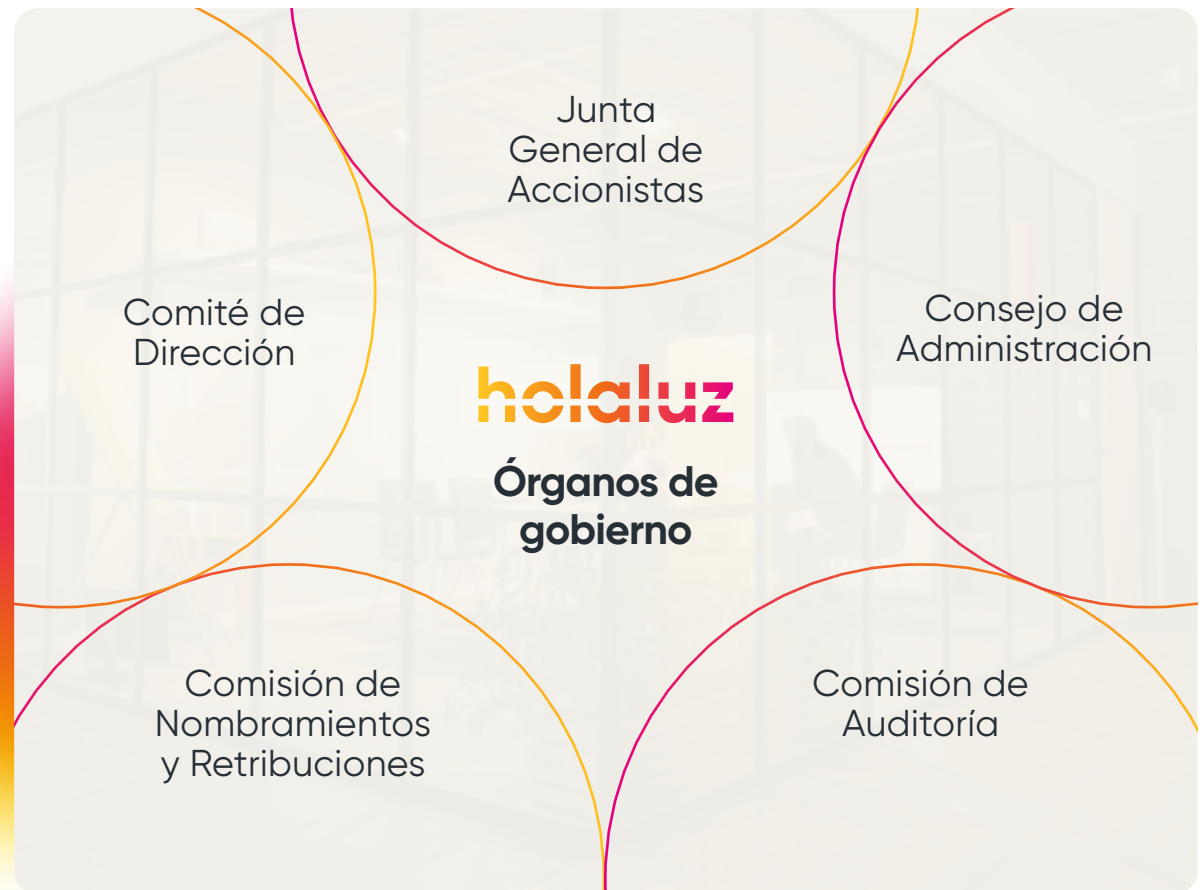 Junta
General de
Accionistas
Comité de
Dirección
Consejo de
Administración
holaluz
Órganos de
gobierno
Comisión de
Nombramientos
y Retribuciones
Comisión de
Auditoría